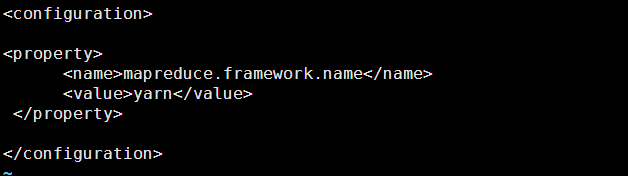 <configuration>
<property>
<name>mapreduce.framework.name</name>
<value>yarn</value>
</property>
</configuration>
~